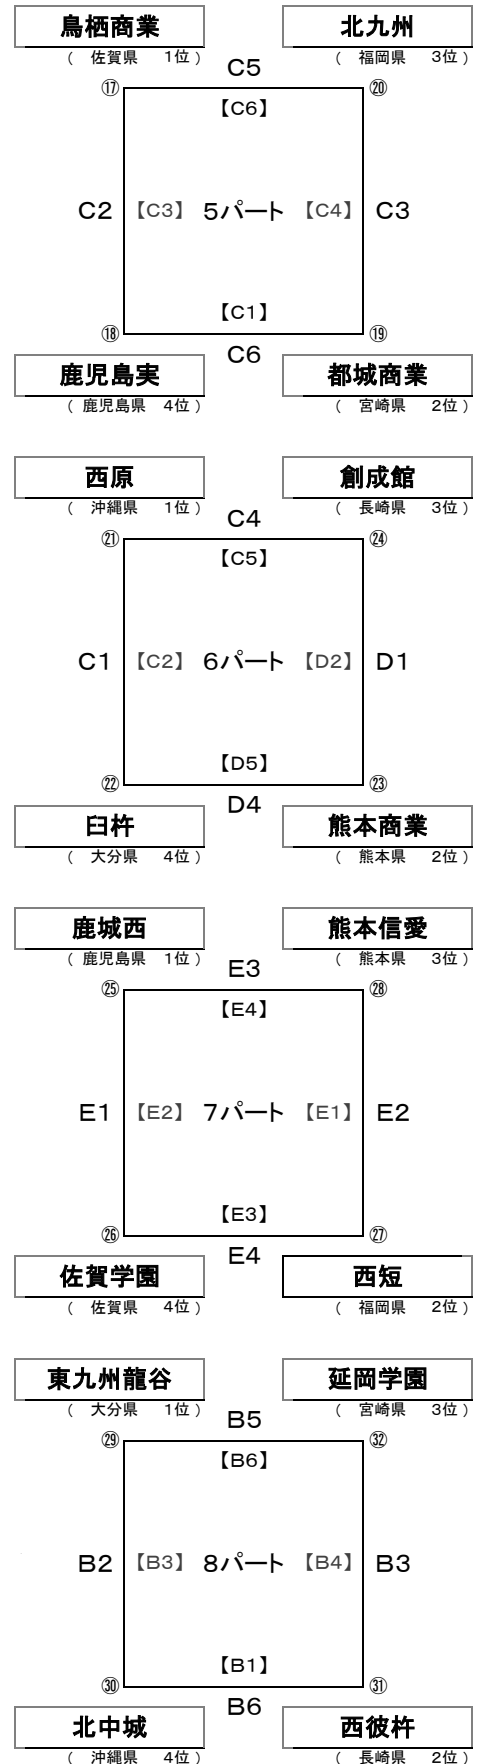 鳥栖商業 北九州
( 佐賀県 1位 ) ( 福岡県 3位 )
C5
⑰ ⑳
【C6】
C2 【C3】 5パート 【C4】 C3
【C1】
⑱ ⑲
C6
鹿児島実 都城商業
( 鹿児島県 4位 ) ( 宮崎県 2位 )
西原 創成館
( 沖縄県 1位 ) ( 長崎県 3位 )
C4
㉑ ㉔
【C5】
C1 【C2】 6パート 【D2】 D1
【D5】
㉒ ㉓
D4
臼杵 熊本商業
( 大分県 4位 ) ( 熊本県 2位 )
鹿城西 熊本信愛
( 鹿児島県 1位 ) ( 熊本県 3位 )
E3
㉕ ㉘
【E4】
E1 【E2】 7パート 【E1】 E2
【E3】
㉖ ㉗
E4
佐賀学園 西短
( 佐賀県 4位 ) ( 福岡県 2位 )
東九州龍谷 延岡学園
( 大分県 1位 ) ( 宮崎県 3位 )
B5
㉙ ㉜
【B6】
B2 【B3】 8パート 【B4】 B3
【B1】
㉚ ㉛
B6
北中城 西彼杵
( 沖縄県 4位 ) ( 長崎県 2位 )